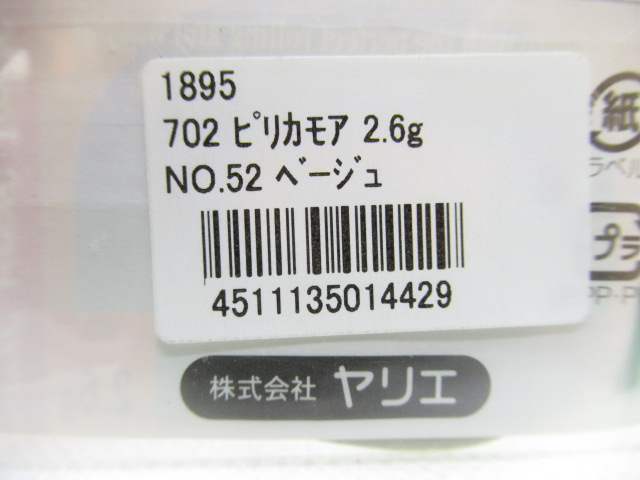 1895
702 ﾋﾟﾘｶﾓｱ 2.6g
NO.52 ﾍﾞｰｼﾞｭ
4511135014429
紙
ラベル
プラ
PP・P
株式会社 ヤリエ